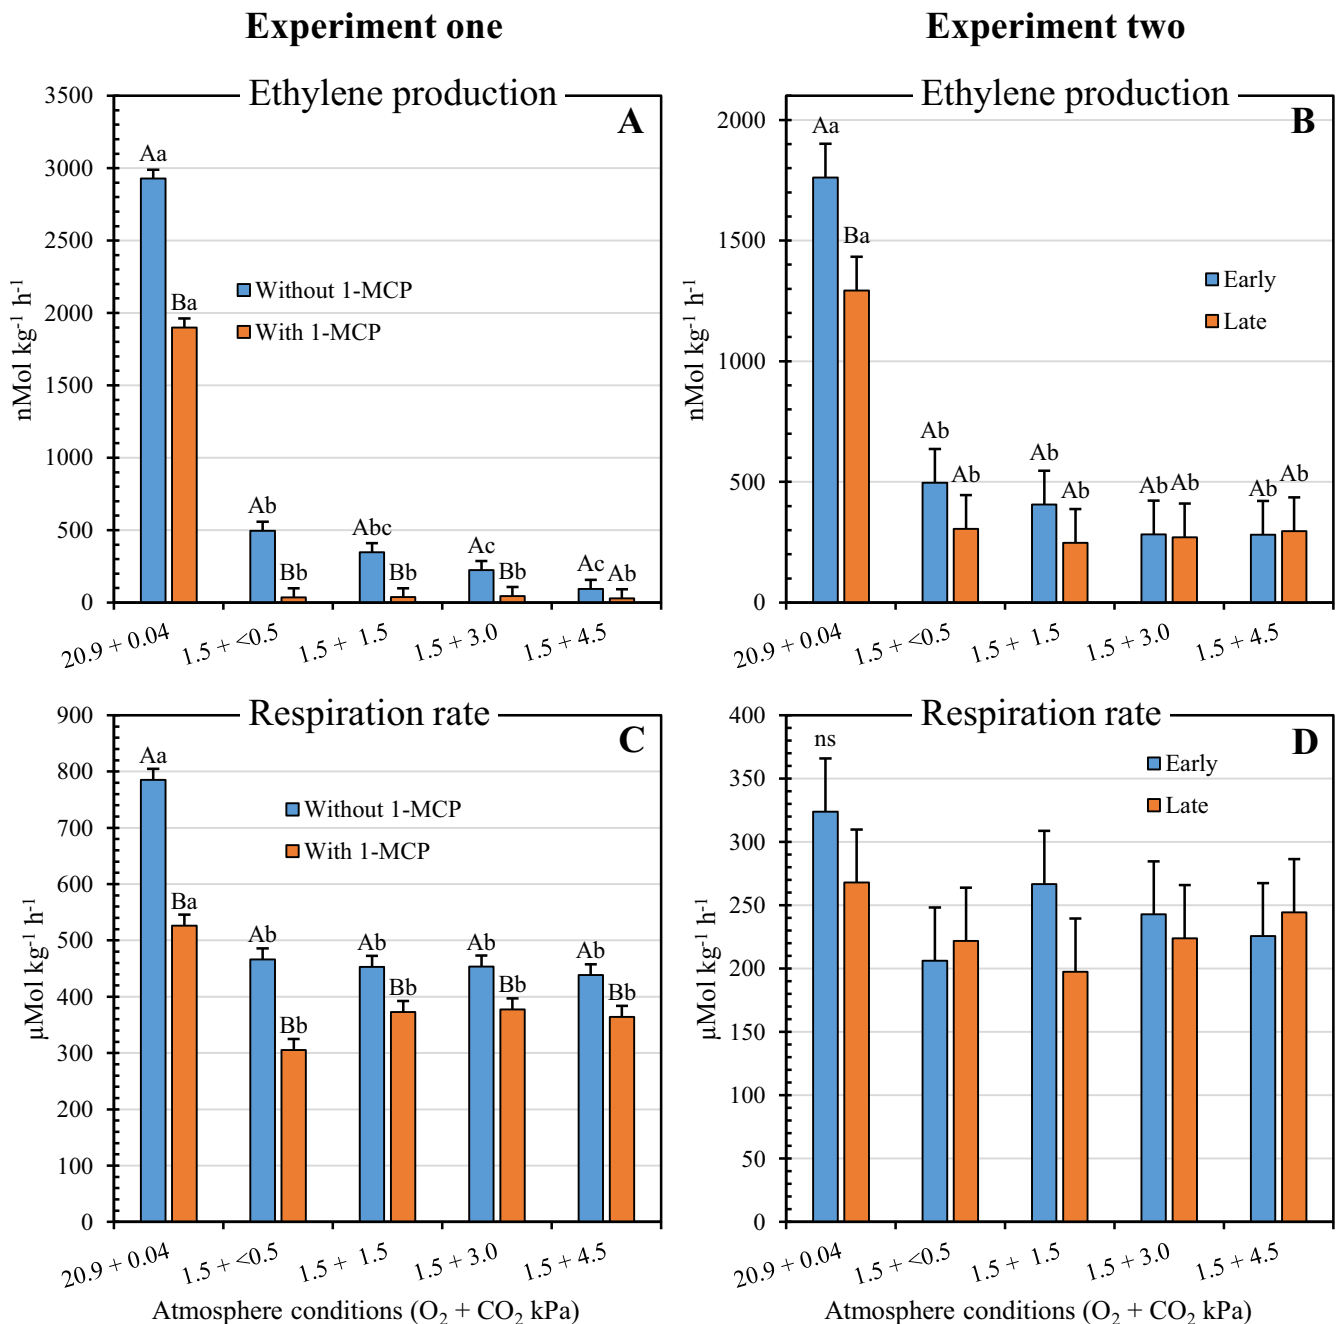 Experiment one
Experiment two
Ethylene production
A
3500
3000
2500
2000
1500
1000
500
0
nMol kg⁻¹ h⁻¹
Aa
Ba
Ab
Bb
Abc
Bb
Ac
Bb
Ac
Ab
Without 1-MCP
With 1-MCP
20.9 + 0.04
1.5 + <0.5
1.5 + 1.5
1.5 + 3.0
1.5 + 4.5
Ethylene production
B
2000
1500
1000
500
0
nMol kg⁻¹ h⁻¹
Aa
Ba
Ab
Ab
Ab
Ab
Ab
Ab
Ab
Ab
Early
Late
20.9 + 0.04
1.5 + <0.5
1.5 + 1.5
1.5 + 3.0
1.5 + 4.5
Respiration rate
C
900
800
700
600
500
400
300
200
100
0
µMol kg⁻¹ h⁻¹
Aa
Ba
Ab
Bb
Ab
Bb
Ab
Bb
Ab
Bb
Without 1-MCP
With 1-MCP
20.9 + 0.04
1.5 + <0.5
1.5 + 1.5
1.5 + 3.0
1.5 + 4.5
Atmosphere conditions (O₂ + CO₂ kPa)
Respiration rate
D
400
350
300
250
200
150
100
50
0
µMol kg⁻¹ h⁻¹
ns
Early
Late
20.9 + 0.04
1.5 + <0.5
1.5 + 1.5
1.5 + 3.0
1.5 + 4.5
Atmosphere conditions (O₂ + CO₂ kPa)